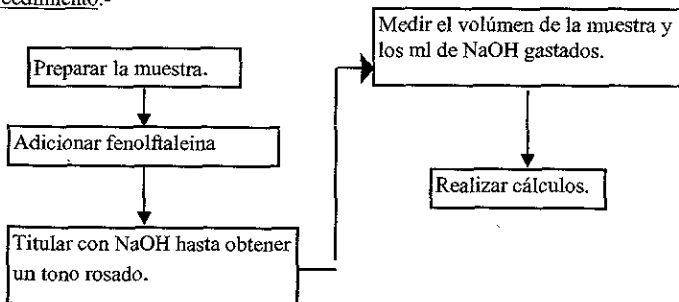 Preparar la muestra.
Adicionar fenolftaleina
Titular con NaOH hasta obtener
un tono rosado.
Medir el volúmen de la muestra y
los ml de NaOH gastados.
Realizar cálculos.